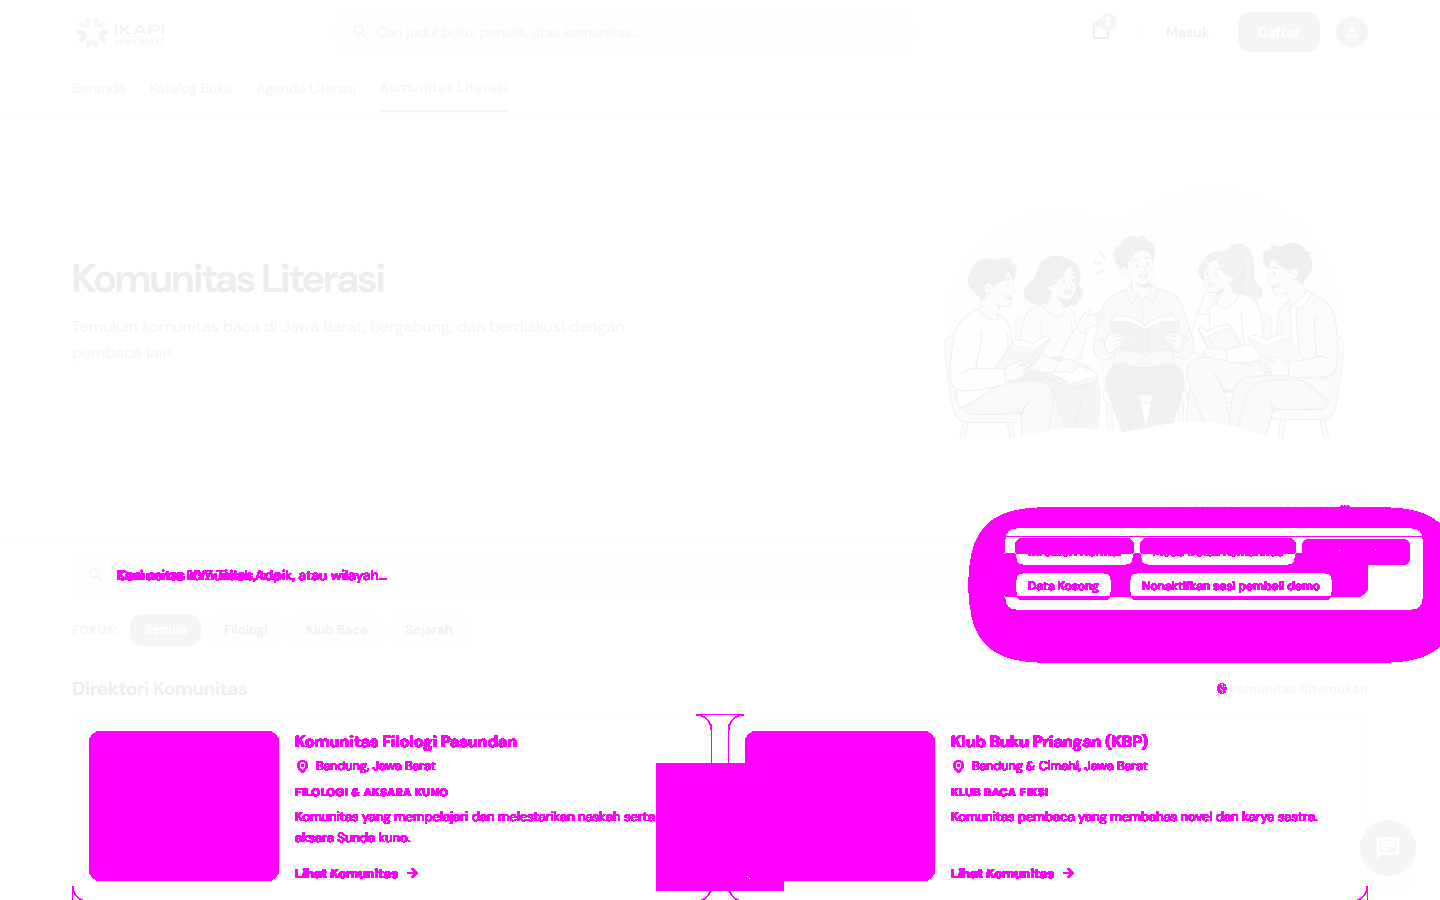 IKAPI
JAWA BARAT
Cari judul buku, penulis, atau komunitas...
2
Masuk
Daftar
Beranda
Katalog Buku
Agenda Literasi
Komunitas Literasi
Komunitas Literasi
Temukan komunitas baca di Jawa Barat, bergabung, dan berdiskusi dengan
pembaca lain.
atau wilayah...
Data Kosong
Nonaktifkan sesi pembeli demo
FOKUS:
Semua
Filologi
Klub Baca
Sejarah
Direktori Komunitas
komunitas ditemukan
Komunitas Filologi Pasundan
Bandung, Jawa Barat
FILOLOGI & AKSARA KUNO
Komunitas yang mempelajari dan melestarikan naskah serta
aksara Sunda kuno.
Lihat Komunitas
Klub Buku Priangan (KBP)
Bandung & Cimahi, Jawa Barat
KLUB BACA FIKSI
Komunitas pembaca yang membahas novel dan karya sastra.
Lihat Komunitas